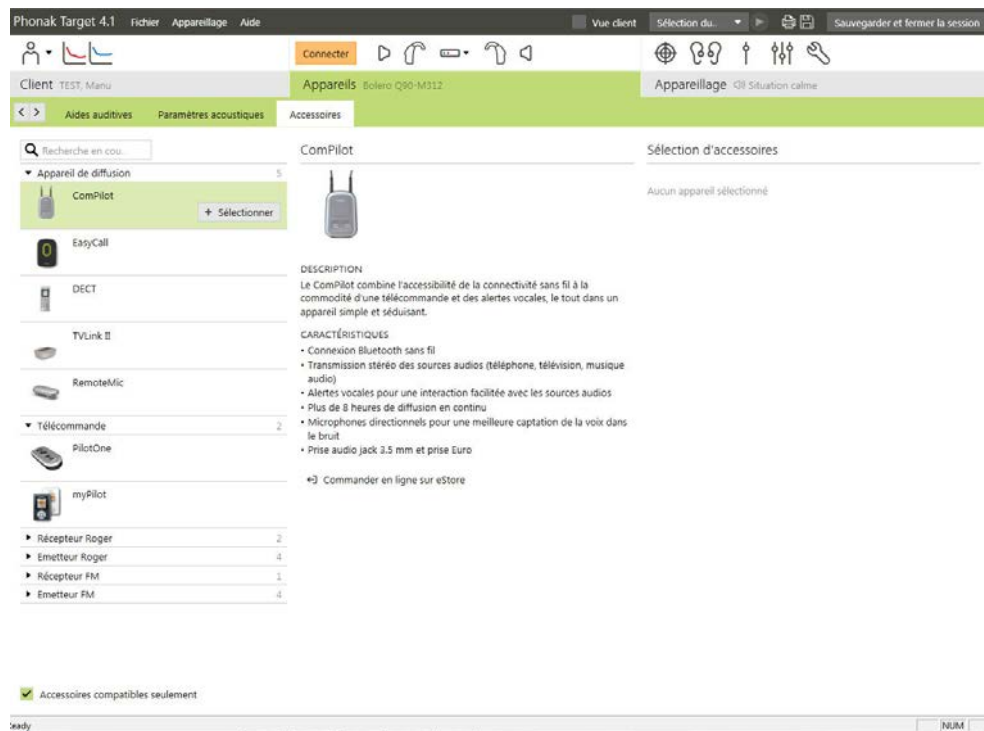 Phonak Target 4.1 Fichier Appareillage Aide Vue client Sélection du.. Sauvegarder et fermer la session
Connecter
Client TEST, Manu Appareils Bolero Q90-M312 Appareillage Situation calme
Aides auditives Paramètres acoustiques Accessoires
Recherche en cou...
Appareil de diffusion 5
ComPilot
+ Sélectionner
EasyCall
DECT
TVLink II
RemoteMic
Télécommande 2
PilotOne
myPilot
Récepteur Roger 2
Emetteur Roger 4
Récepteur FM 1
Emetteur FM 4
Accessoires compatibles seulement
ComPilot
DESCRIPTION
Le ComPilot combine l'accessibilité de la connectivité sans fil à la
commodité d'une télécommande et des alertes vocales, le tout dans un
appareil simple et séduisant.
CARACTÉRISTIQUES
• Connexion Bluetooth sans fil
• Transmission stéréo des sources audios (téléphone, télévision, musique
audio)
• Alertes vocales pour une interaction facilitée avec les sources audios
• Plus de 8 heures de diffusion en continu
• Microphones directionnels pour une meilleure captation de la voix dans
le bruit
• Prise audio jack 3.5 mm et prise Euro
Commander en ligne sur eStore
Sélection d'accessoires
Aucun appareil sélectionné
eady NUM